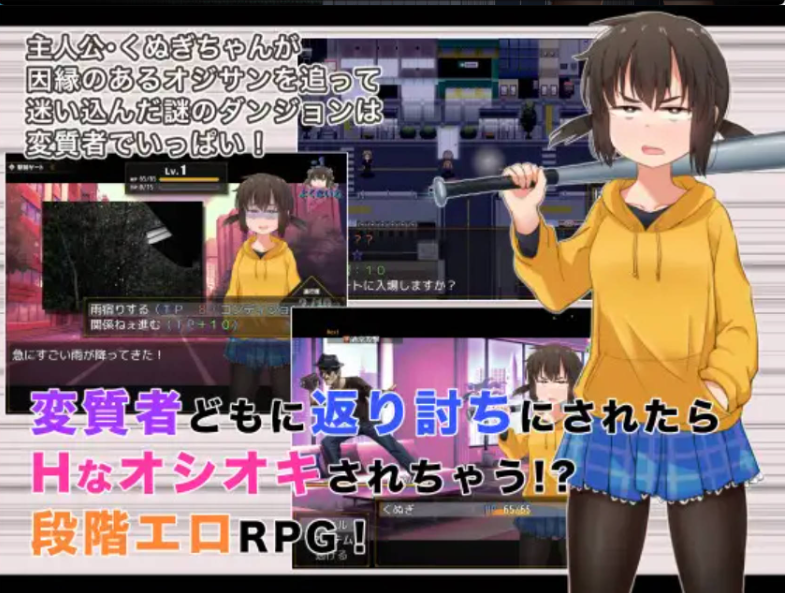 主人公・くぬぎちゃんが
因縁のあるオジサンを追って
迷い込んだ謎のダンジョンは
変質者でいっぱい！
Lv.1
雨宿りする
関係ねぇ進む（TP＋10）
急にすごい雨が降ってきた！
？？
：10
ートに入場しますか？
Next
くぬぎ
65/65
変質者どもに返り討ちにされたら
Hなオシオキされちゃう!?
段階エロRPG！